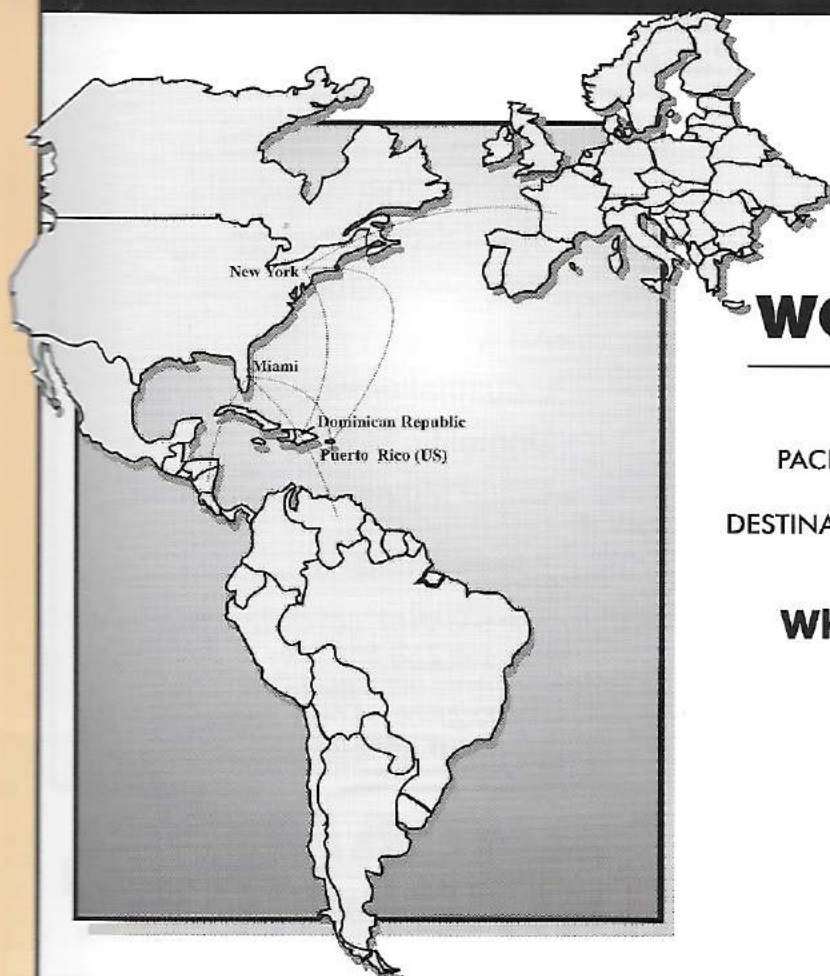 New York
Miami
Dominican Republic
Puerto Rico (US)
WO
PACI
DESTINA
Wh